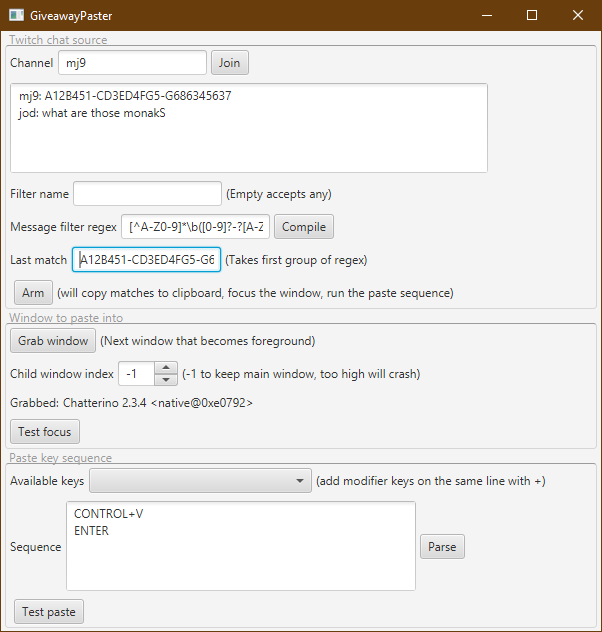 GiveawayPaster
Twitch chat source
Channel mj9 Join
mj9: A12B451-CD3ED4FG5-G686345637
jod: what are those monakS
Filter name (Empty accepts any)
Message filter regex [^A-Z0-9]*\b([0-9]?-?[A-Z Compile
Last match A12B451-CD3ED4FG5-G6 (Takes first group of regex)
Arm (will copy matches to clipboard, focus the window, run the paste sequence)
Window to paste into
Grab window (Next window that becomes foreground)
Child window index -1 (-1 to keep main window, too high will crash)
Grabbed: Chatterino 2.3.4 <native@0xe0792>
Test focus
Paste key sequence
Available keys (add modifier keys on the same line with +)
CONTROL+V
ENTER
Sequence Parse
Test paste